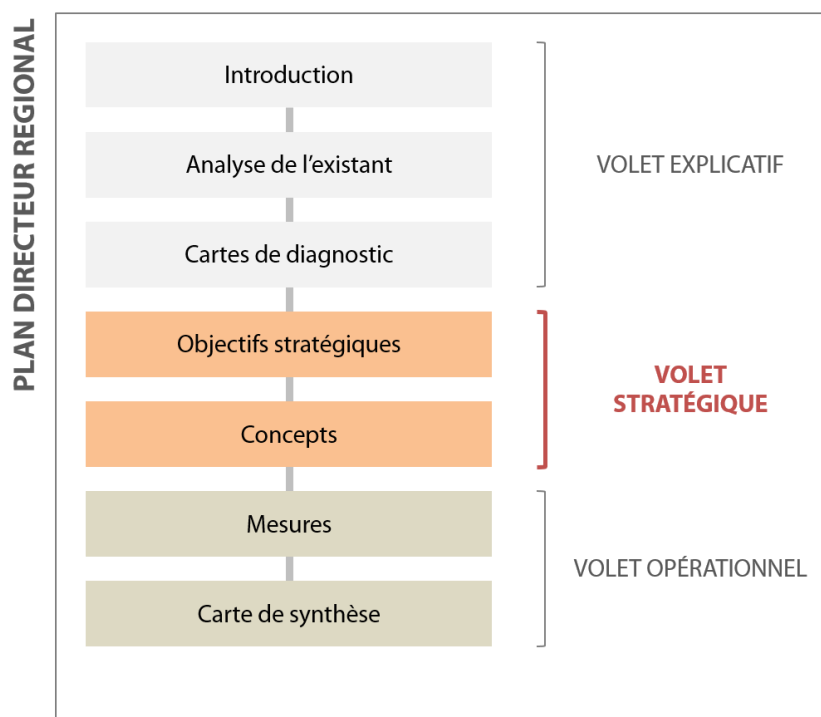 PLAN DIRECTEUR REGIONAL
Introduction
Analyse de l'existant
Cartes de diagnostic
VOLET EXPLICATIF
Objectifs stratégiques
Concepts
VOLET
STRATÉGIQUE
Mesures
Carte de synthèse
VOLET OPÉRATIONNEL